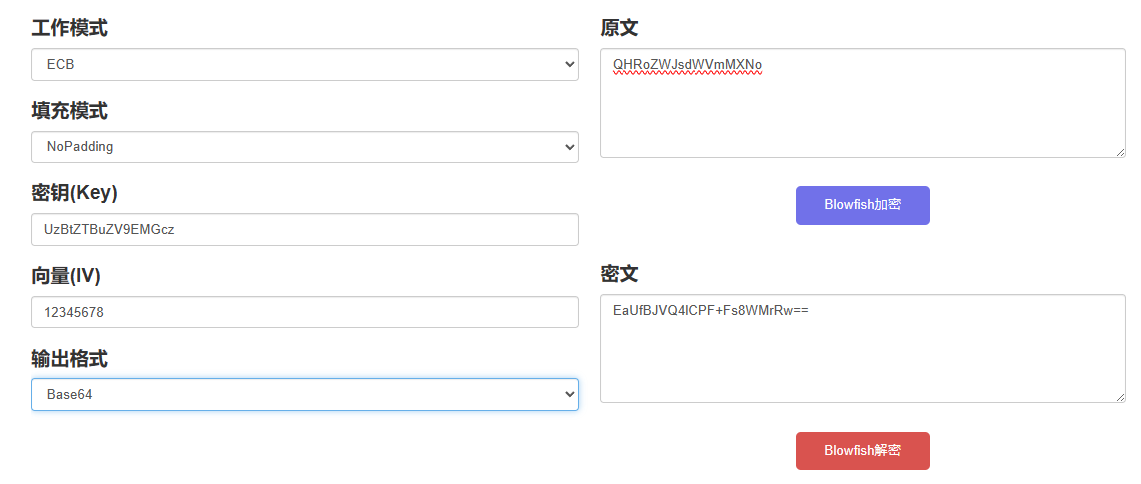 工作模式
ECB
填充模式
NoPadding
密钥(Key)
UzBtZTBuZV9EMGcz
向量(IV)
12345678
输出格式
Base64
原文
QHRoZWJsdWVmMXNo
Blowfish加密
密文
EaUfBJVQ4ICPF+Fs8WMrRw==
Blowfish解密